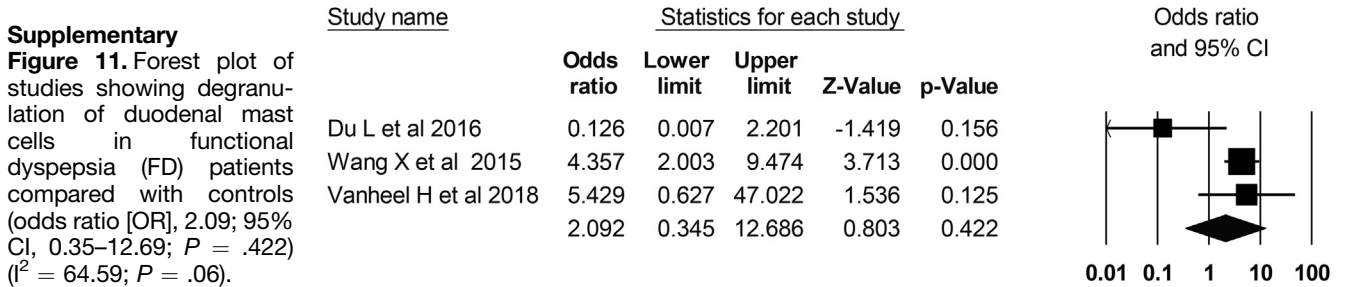 Supplementary
Figure 11. Forest plot of
studies showing degranu-
lation of duodenal mast
cells in functional
dyspepsia (FD) patients
compared with controls
(odds ratio [OR], 2.09; 95%
CI, 0.35–12.69; P = .422)
(I² = 64.59; P = .06).
Study name Statistics for each study Odds ratio
and 95% CI
Odds Lower Upper
ratio limit limit Z-Value p-Value
Du L et al 2016 0.126 0.007 2.201 -1.419 0.156
Wang X et al 2015 4.357 2.003 9.474 3.713 0.000
Vanheel H et al 2018 5.429 0.627 47.022 1.536 0.125
2.092 0.345 12.686 0.803 0.422
0.01 0.1 1 10 100